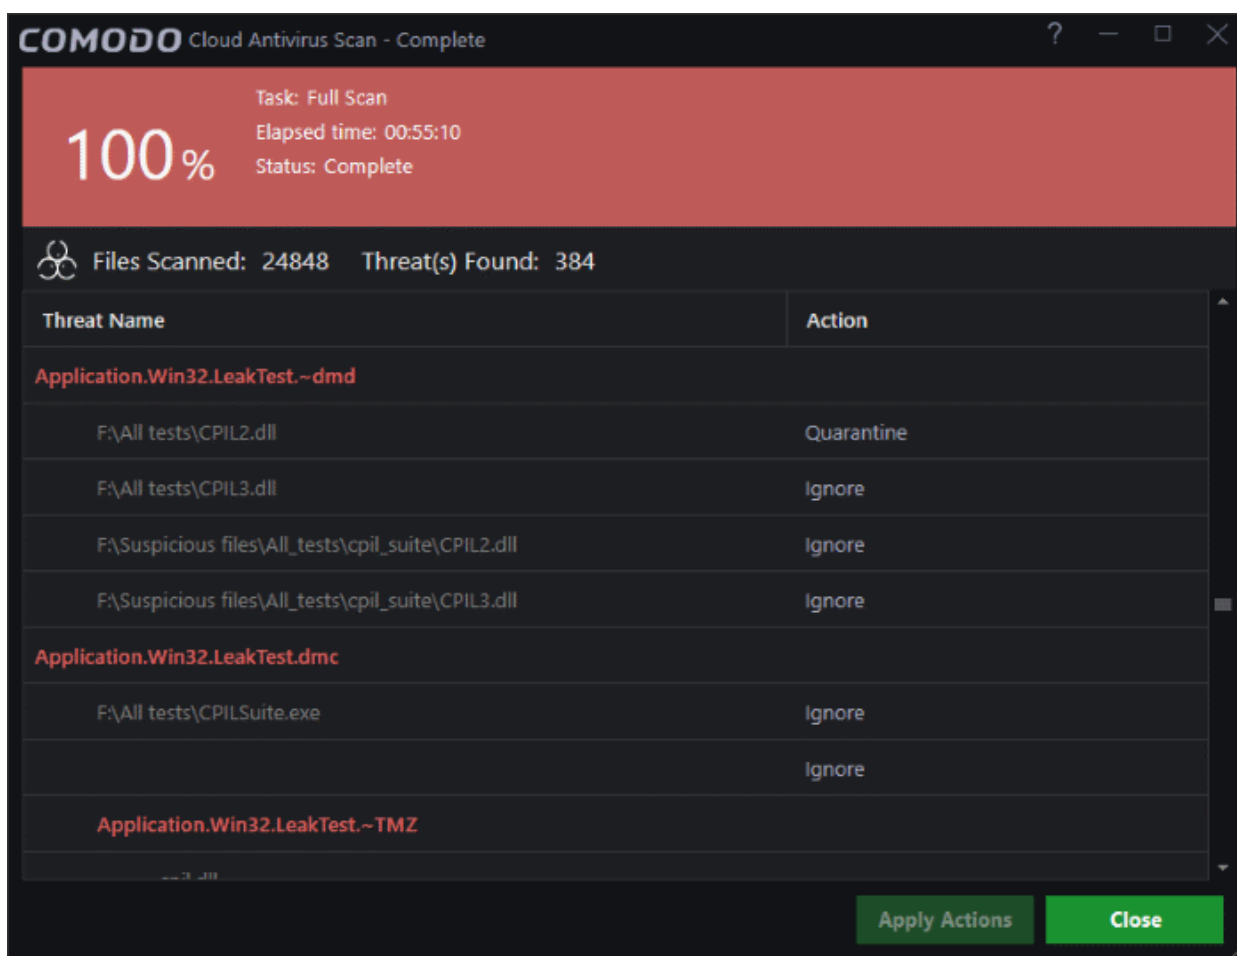 COMODO Cloud Antivirus Scan - Complete ?
100 %
Task: Full Scan
Elapsed time: 00:55:10
Status: Complete
Files Scanned: 24848 Threat(s) Found: 384
Threat Name Action
Application.Win32.LeakTest.~dmd
F:\All tests\CPIL2.dll Quarantine
F:\All tests\CPIL3.dll Ignore
F:\Suspicious files\All_tests\cpil_suite\CPIL2.dll Ignore
F:\Suspicious files\All_tests\cpil_suite\CPIL3.dll Ignore
Application.Win32.LeakTest.dmc
F:\All tests\CPILSuite.exe Ignore
Ignore
Application.Win32.LeakTest.~TMZ
cpil.dll
Apply Actions Close